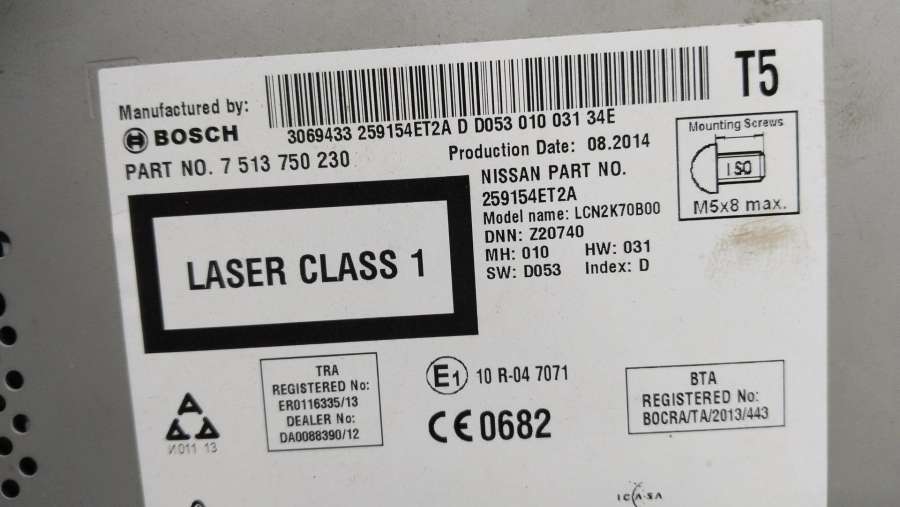 T5
Manufactured by:
BOSCH
3069433 259154ET2A D D053 010 031 34E
PART NO. 7 513 750 230
Production Date: 08.2014
Mounting Screws
ISO
M5x8 max.
NISSAN PART NO.
259154ET2A
Model name: LCN2K70B00
DNN: Z20740
MH: 010 HW: 031
SW: D053 Index: D
LASER CLASS 1
TRA
REGISTERED No:
ER0116335/13
DEALER No:
DA0088390/12
E1 10 R-04 7071
CE0682
BTA
REGISTERED No:
BOCRA/TA/2013/443
И011 13
ICASA